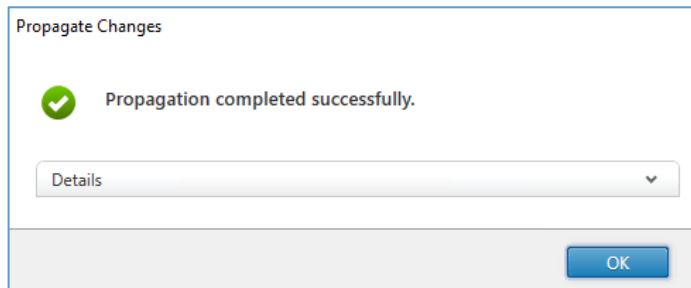 Propagate Changes
Propagation completed successfully.
Details
OK